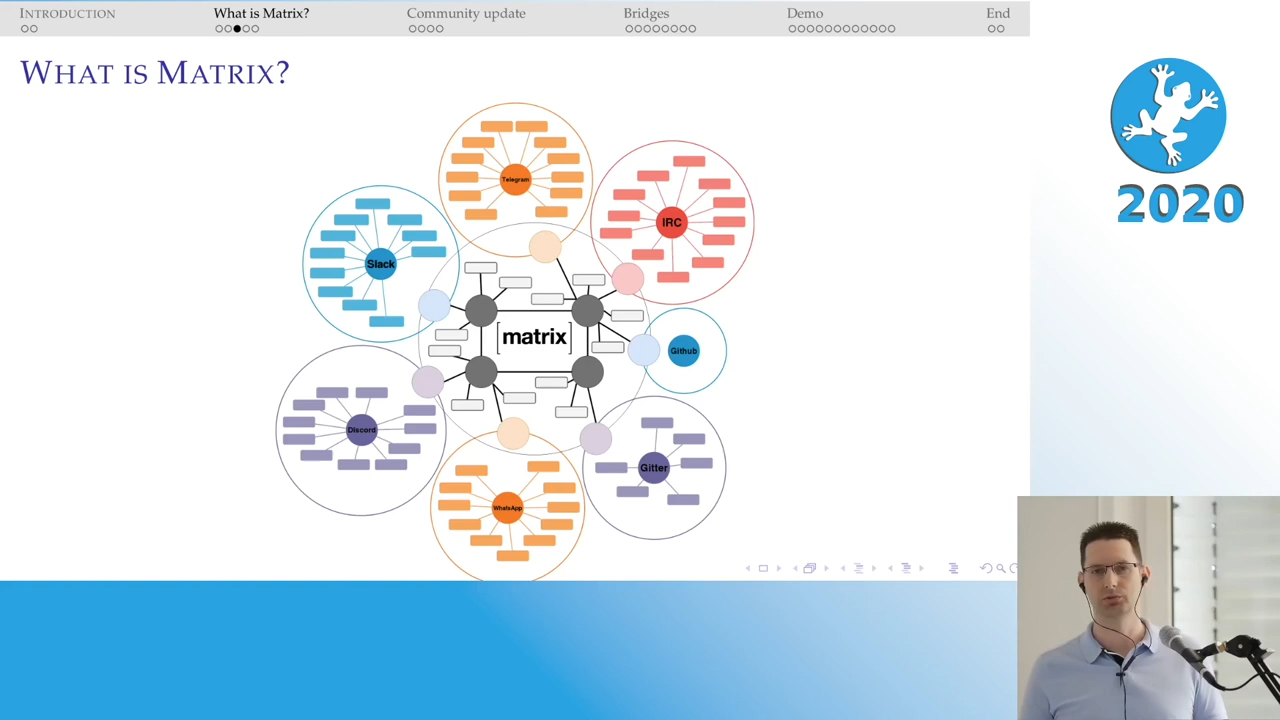 INTRODUCTION
What is Matrix?
Community update
Bridges
Demo
End
WHAT IS MATRIX?
2020
Telegram
IRC
Slack
[matrix]
Github
Discord
Gitter
WhatsApp